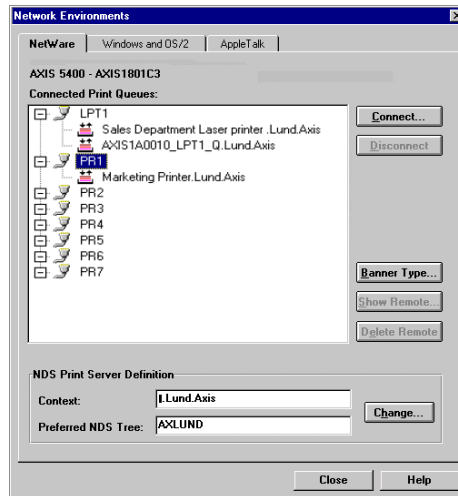 Network Environments
NetWare
Windows and OS/2
AppleTalk
AXIS 5400 - AXIS1801C3
Connected Print Queues:
LPT1
Sales Department Laser printer .Lund.Axis
AXIS1A0010_LPT1_Q.Lund.Axis
PR1
Marketing Printer.Lund.Axis
PR2
PR3
PR4
PR5
PR6
PR7
Connect...
Disconnect
Banner Type...
Show Remote...
Delete Remote
NDS Print Server Definition
Context: .Lund.Axis
Preferred NDS Tree: AXLUND
Change...
Close
Help